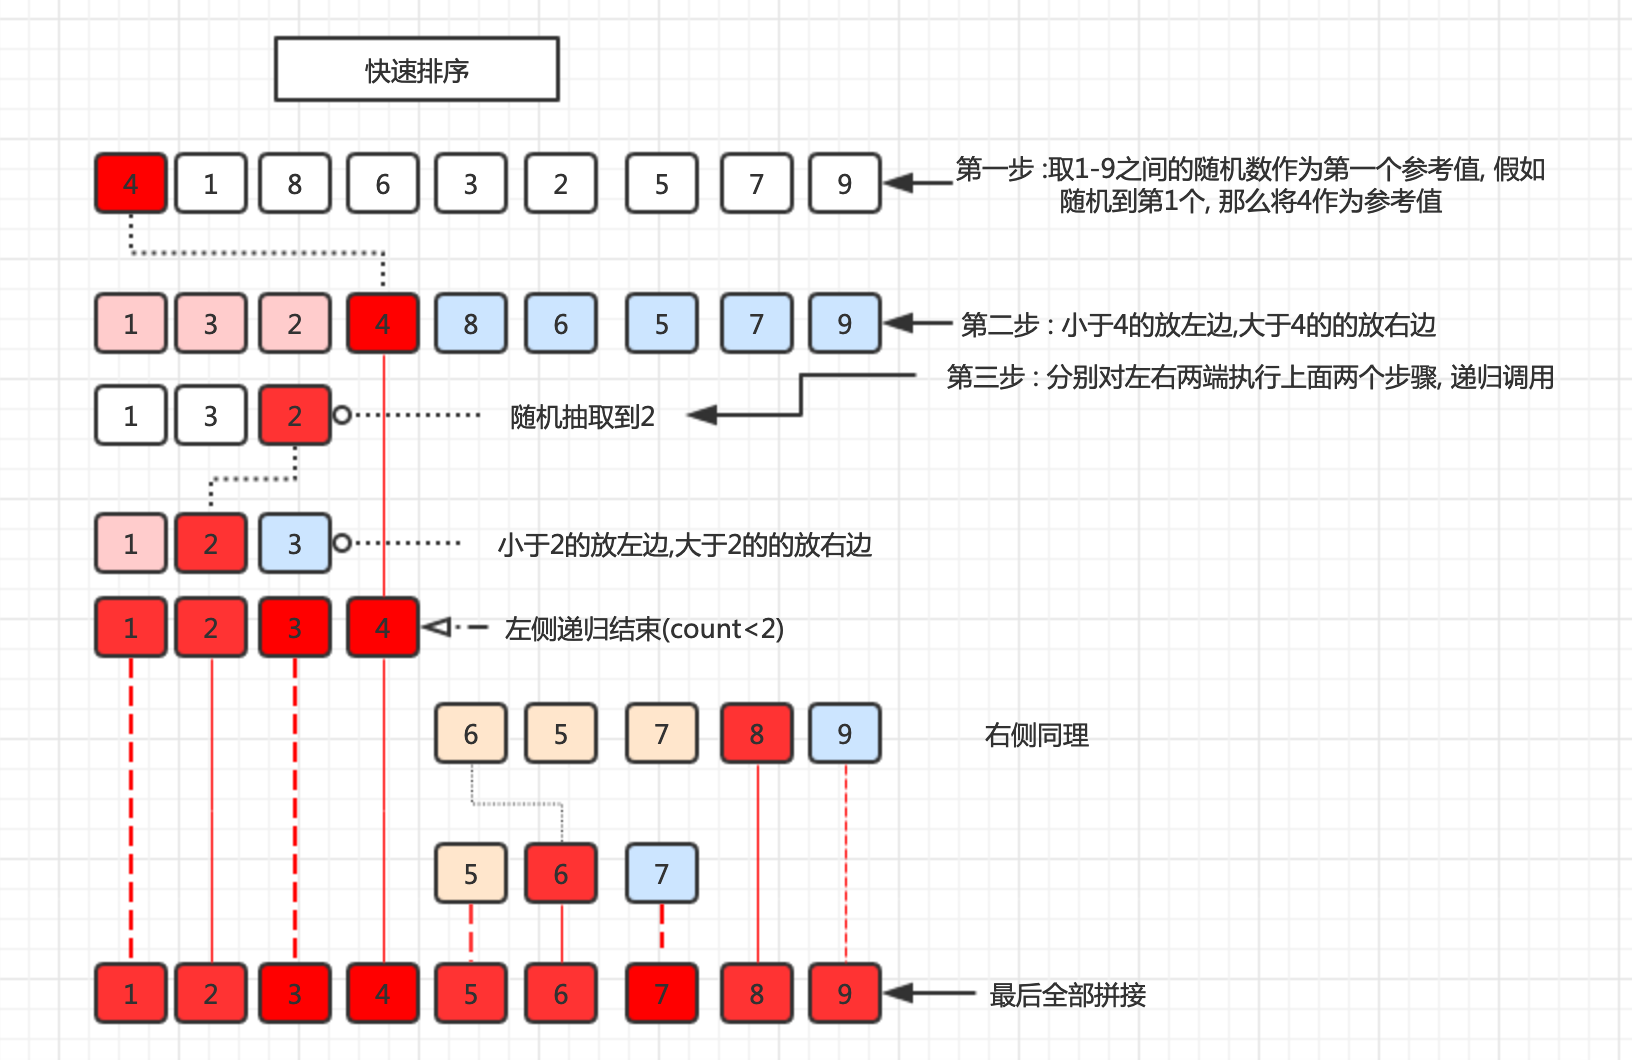 快速排序
4 1 8 6 3 2 5 7 9
第一步 :取1-9之间的随机数作为第一个参考值, 假如
随机到第1个, 那么将4作为参考值
1 3 2 4 8 6 5 7 9
第二步 : 小于4的放左边,大于4的的放右边
第三步 : 分别对左右两端执行上面两个步骤, 递归调用
1 3 2
随机抽取到2
1 2 3
小于2的放左边,大于2的的放右边
1 2 3 4
左侧递归结束(count<2)
6 5 7 8 9
右侧同理
5 6 7
1 2 3 4 5 6 7 8 9
最后全部拼接